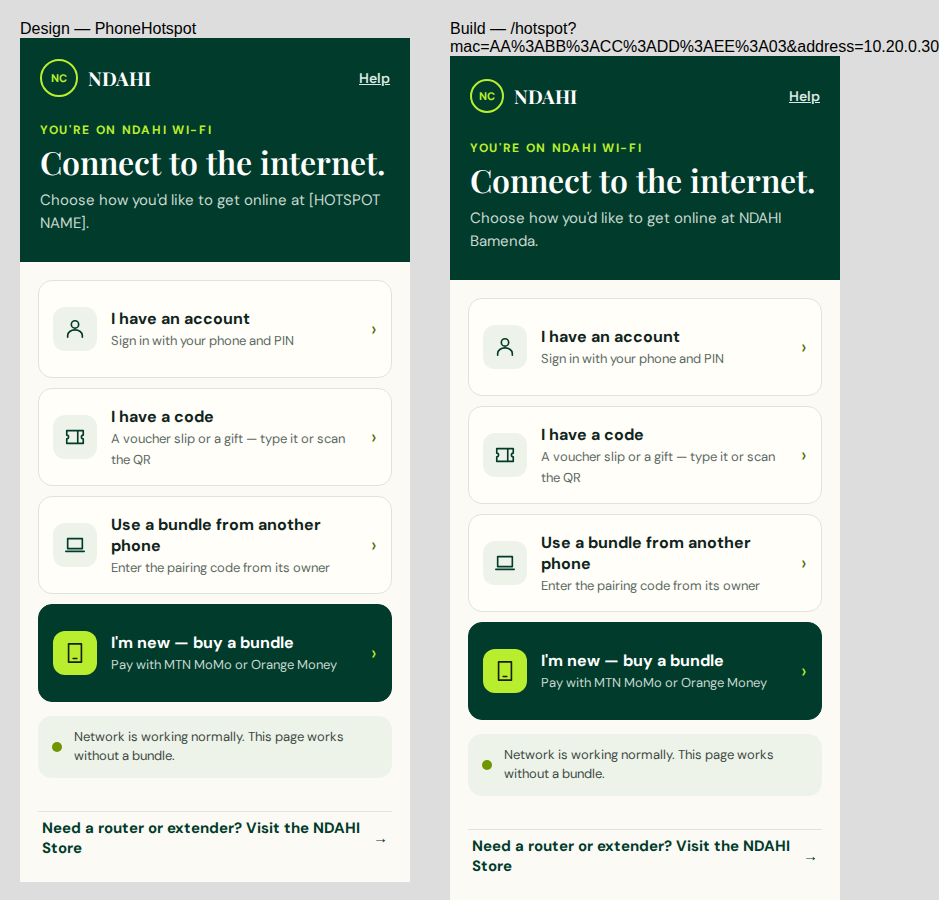 Design — PhoneHotspot
NC NDAHI Help
YOU'RE ON NDAHI WI-FI
Connect to the internet.
Choose how you'd like to get online at [HOTSPOT
NAME].
I have an account
Sign in with your phone and PIN
›
I have a code
A voucher slip or a gift — type it or scan
the QR
›
Use a bundle from another
phone
Enter the pairing code from its owner
›
I'm new — buy a bundle
Pay with MTN MoMo or Orange Money
›
Network is working normally. This page works
without a bundle.
Need a router or extender? Visit the NDAHI
Store →
Build — /hotspot?
mac=AA%3ABB%3ACC%3ADD%3AEE%3A03&address=10.20.0.30
NC NDAHI Help
YOU'RE ON NDAHI WI-FI
Connect to the internet.
Choose how you'd like to get online at NDAHI
Bamenda.
I have an account
Sign in with your phone and PIN
›
I have a code
A voucher slip or a gift — type it or scan
the QR
›
Use a bundle from another
phone
Enter the pairing code from its owner
›
I'm new — buy a bundle
Pay with MTN MoMo or Orange Money
›
Network is working normally. This page works
without a bundle.
Need a router or extender? Visit the NDAHI
Store →